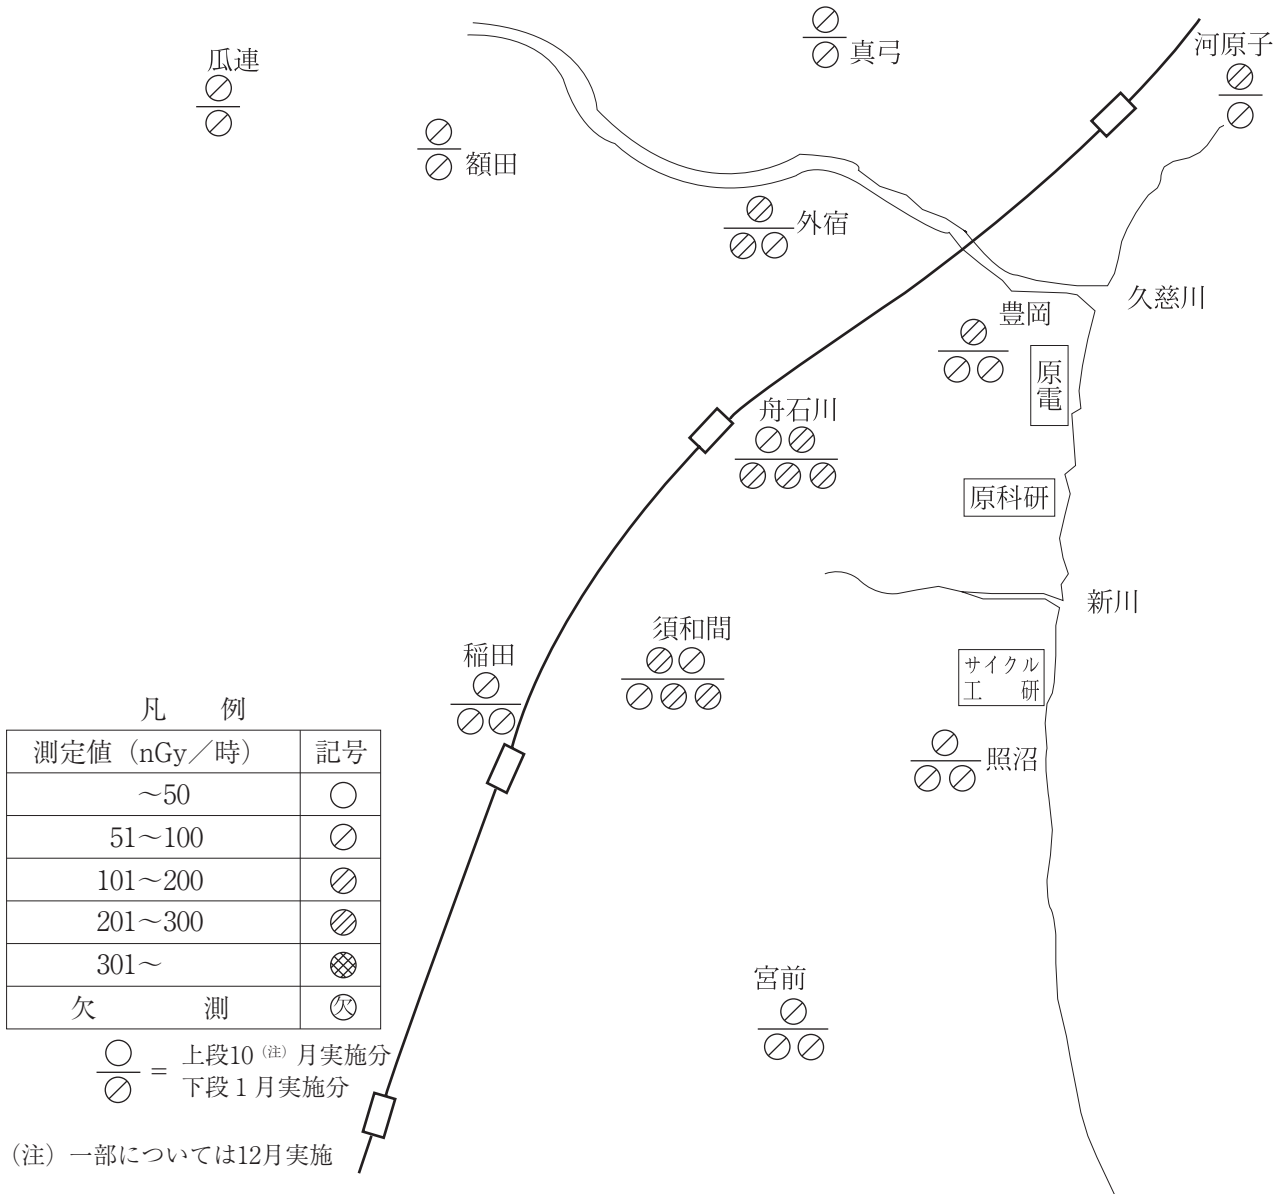 真弓
河原子
瓜連
額田
外宿
久慈川
豊岡
原電
舟石川
原科研
新川
須和間
稲田
サイクル
工 研
照沼
宮前
凡 例
測定値（nGy／時） 記号
～50
51～100
101～200
201～300
301～
欠 測 欠
= 上段10（注）月実施分
下段１月実施分
（注）一部については12月実施